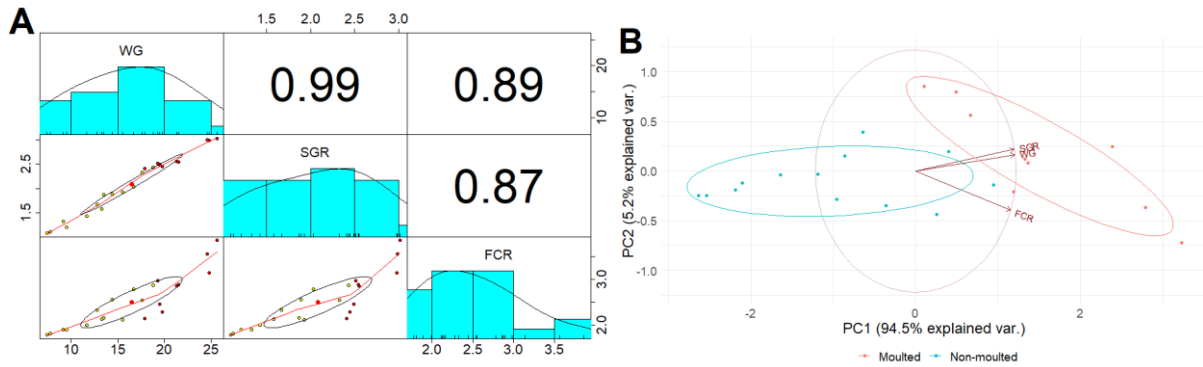 A
1.5 2.0 2.5 3.0
WG
0.99
0.89
10 20
1.5 2.5
SGR
0.87
FCR
2.0 3.0
10 15 20 25
2.0 2.5 3.0 3.5
B
PC2 (5.2% explained var.)
1.0
0.5
0.0
-0.5
-1.0
SGR
WG
FCR
-2 0 2
PC1 (94.5% explained var.)
Moulted Non-moulted